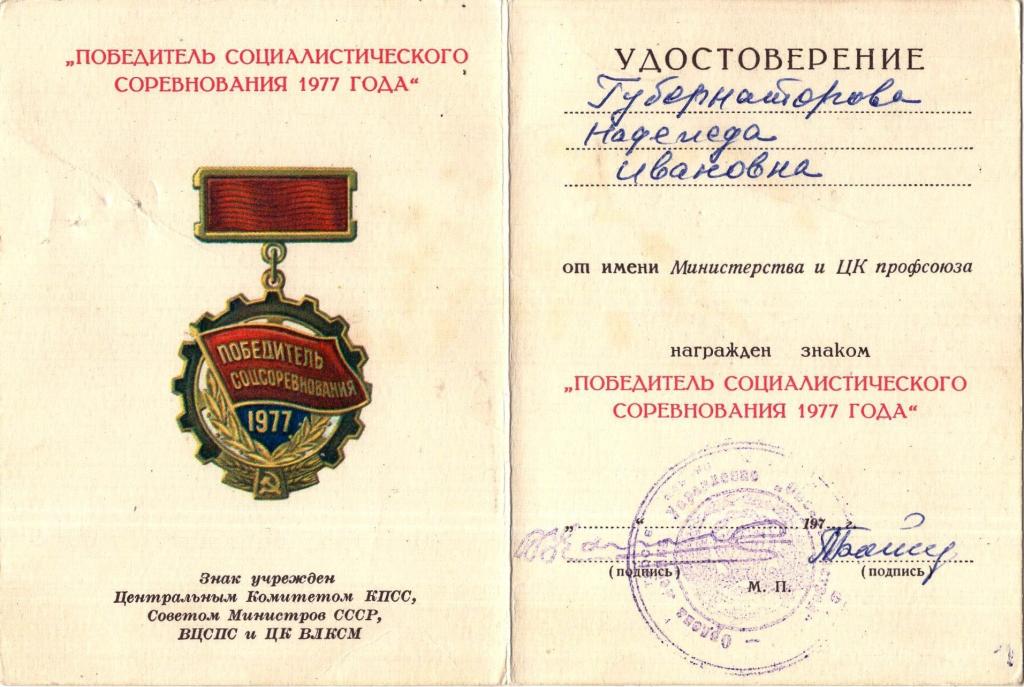 „ПОБЕДИТЕЛЬ СОЦИАЛИСТИЧЕСКОГО
СОРЕВНОВАНИЯ 1977 ГОДА“
ПОБЕДИТЕЛЬ
СОЦСОРЕВНОВАНИЯ
1977
Знак учрежден
Центральным Комитетом КПСС,
Советом Министров СССР,
ВЦСПС и ЦК ВЛКСМ
УДОСТОВЕРЕНИЕ
Губернаторова
Надежда
Ивановна
от имени Министерства и ЦК профсоюза
награжден знаком
„ПОБЕДИТЕЛЬ СОЦИАЛИСТИЧЕСКОГО
СОРЕВНОВАНИЯ 1977 ГОДА“
„ “ 197 г.
(подпись) (подпись)
М. П.
Управление